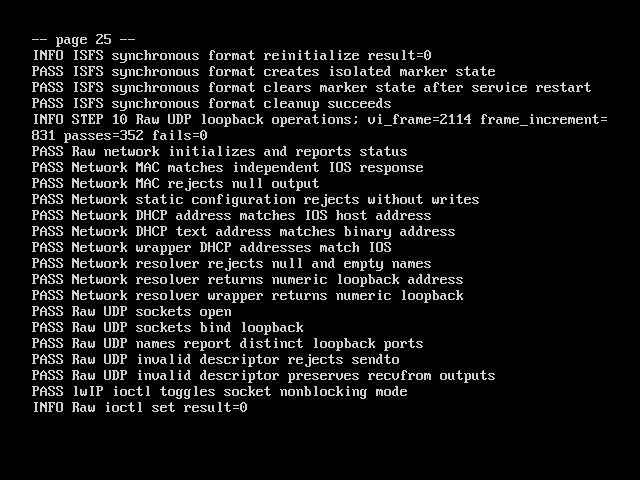 -- page 25 --
INFO ISFS synchronous format reinitialize result=0
PASS ISFS synchronous format creates isolated marker state
PASS ISFS synchronous format clears marker state after service restart
PASS ISFS synchronous format cleanup succeeds
INFO STEP 10 Raw UDP loopback operations; vi_frame=2114 frame_increment=
831 passes=352 fails=0
PASS Raw network initializes and reports status
PASS Network MAC matches independent IOS response
PASS Network MAC rejects null output
PASS Network static configuration rejects without writes
PASS Network DHCP address matches IOS host address
PASS Network DHCP text address matches binary address
PASS Network wrapper DHCP addresses match IOS
PASS Network resolver rejects null and empty names
PASS Network resolver returns numeric loopback address
PASS Network resolver wrapper returns numeric loopback
PASS Raw UDP sockets open
PASS Raw UDP sockets bind loopback
PASS Raw UDP names report distinct loopback ports
PASS Raw UDP invalid descriptor rejects sendto
PASS Raw UDP invalid descriptor preserves recvfrom outputs
PASS lwIP ioctl toggles socket nonblocking mode
INFO Raw ioctl set result=0